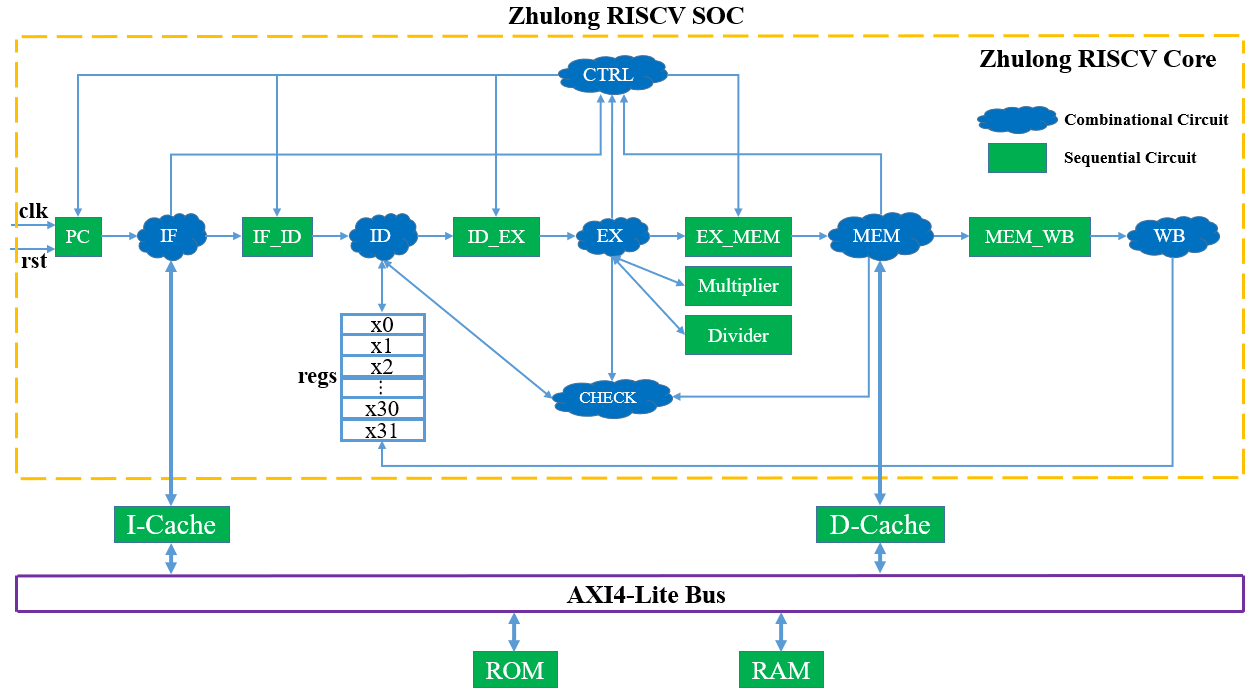 Zhulong RISCV SOC
Zhulong RISCV Core
CTRL
Combinational Circuit
Sequential Circuit
clk
rst
PC
IF
IF_ID
ID
ID_EX
EX
EX_MEM
MEM
MEM_WB
WB
Multiplier
Divider
regs
x0
x1
x2
⋮
x30
x31
CHECK
I-Cache
D-Cache
AXI4-Lite Bus
ROM
RAM